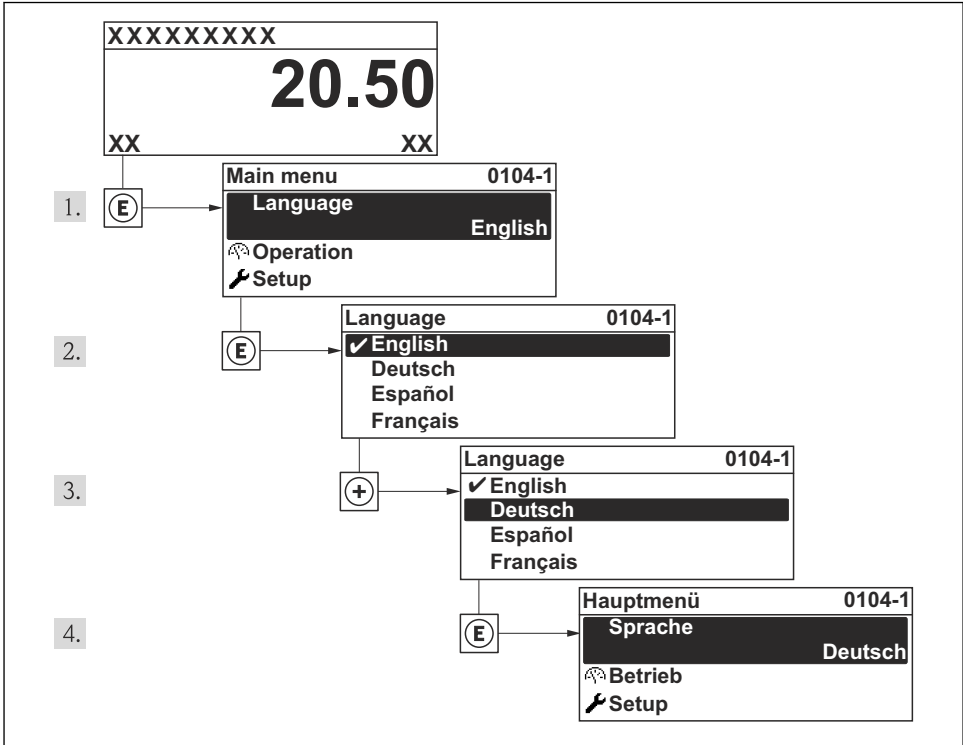 XXXXXXXXX
20.50
XX XX
1. E
Main menu 0104-1
Language
English
Operation
Setup
2. E
Language 0104-1
✔ English
Deutsch
Español
Français
3. +
Language 0104-1
✔ English
Deutsch
Español
Français
4. E
Hauptmenü 0104-1
Sprache
Deutsch
Betrieb
Setup